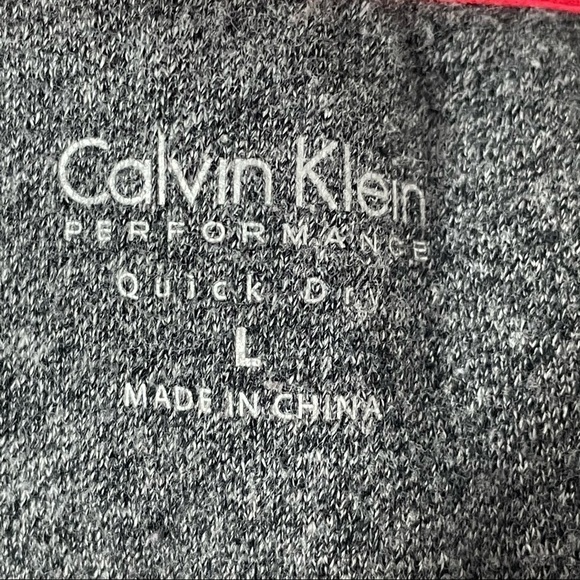 Calvin Klein
PERFORMANCE
Quick Dry
L
MADE IN CHINA